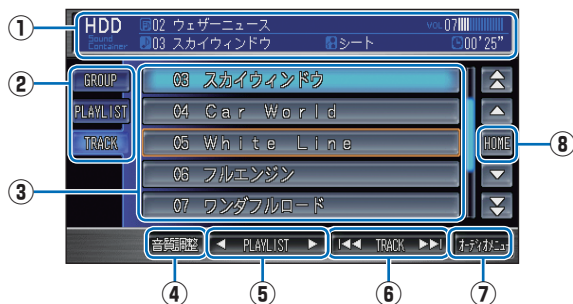 ① HDD 02 ウェザーニュース VOL 07
Sound Container 03 スカイウィンドウ シート 00'25"
② GROUP
PLAYLIST
TRACK
③ 03 スカイウィンドウ
04 Car World
05 White Line
06 フルエンジン
07 ワンダフルロード
HOME ⑧
音質調整 ◀ PLAYLIST ▶ I◀◀ TRACK ▶▶I オーディオメニュー
④ ⑤ ⑥ ⑦